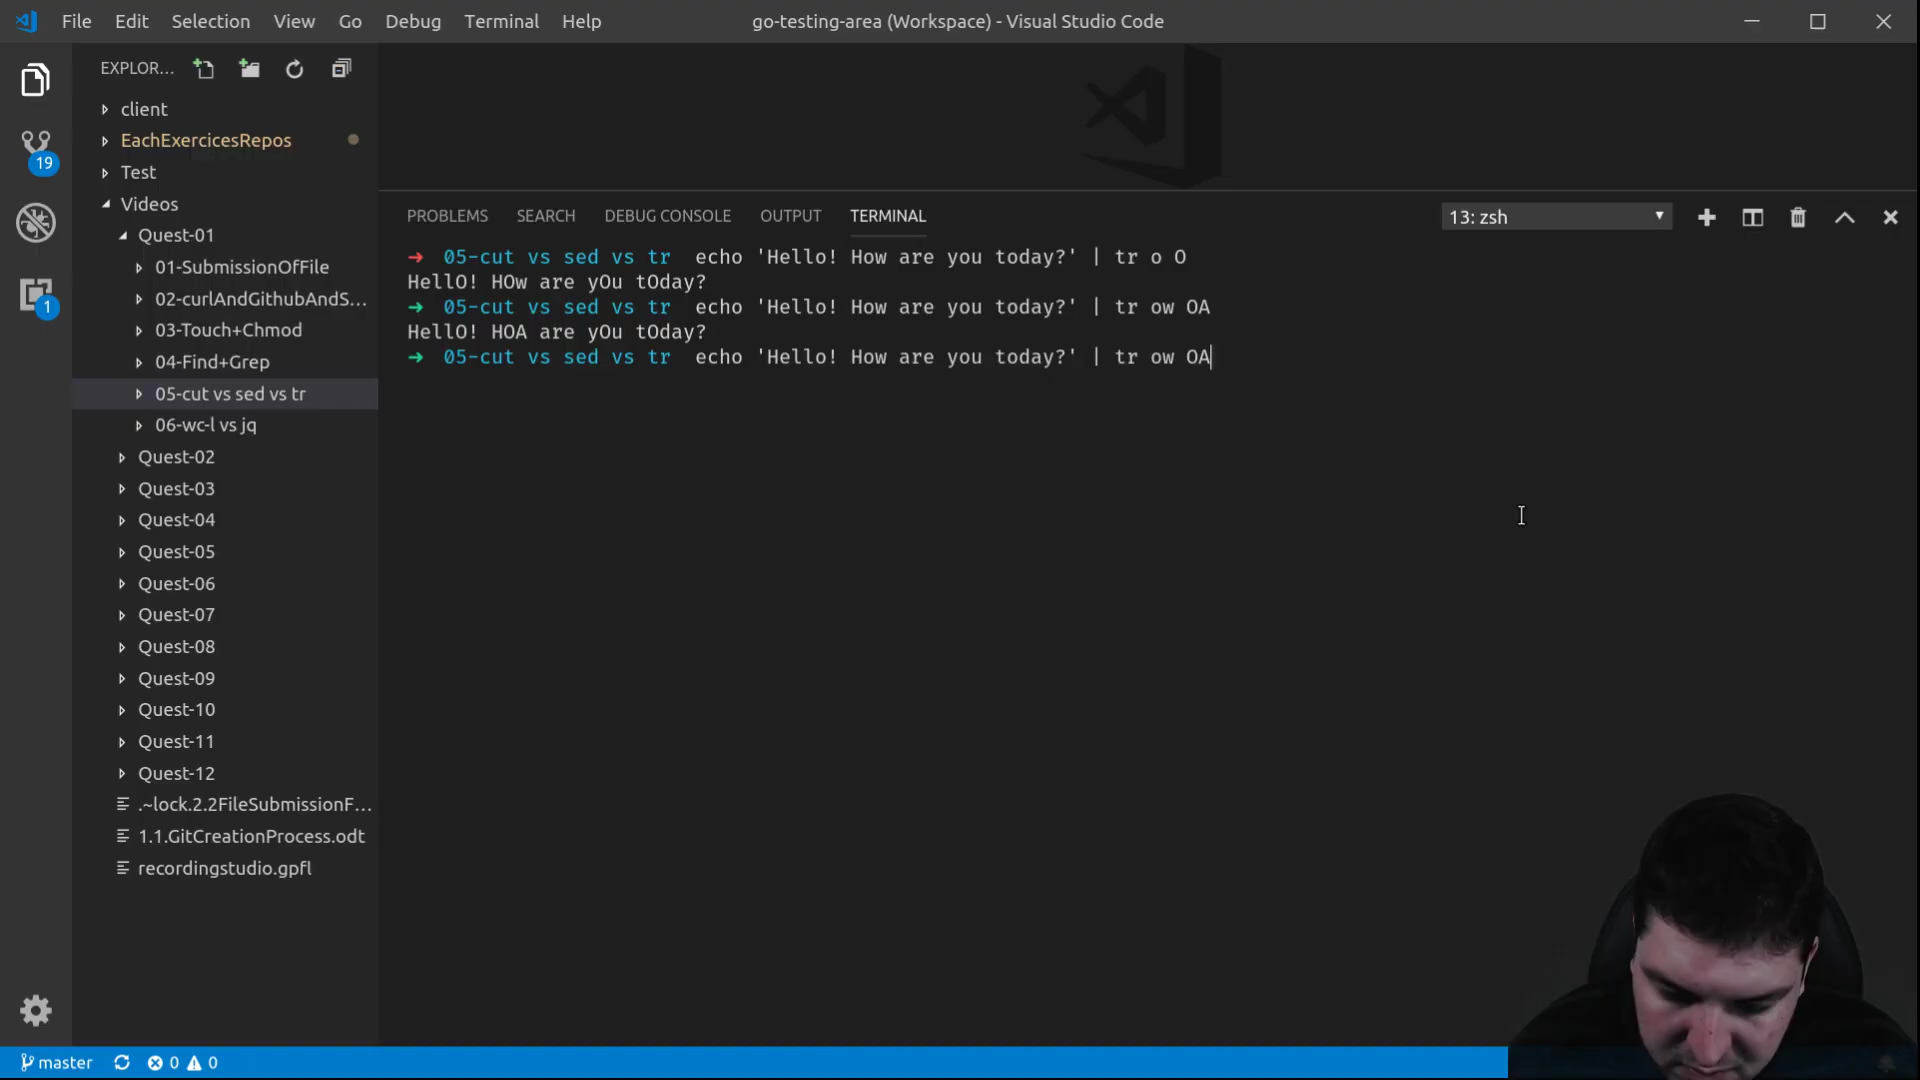 File Edit Selection View Go Debug Terminal Help go-testing-area (Workspace) - Visual Studio Code
EXPLOR...
client
EachExercicesRepos
Test
Videos
Quest-01
01-SubmissionOfFile
02-curlAndGithubAndS...
03-Touch+Chmod
04-Find+Grep
05-cut vs sed vs tr
06-wc-l vs jq
Quest-02
Quest-03
Quest-04
Quest-05
Quest-06
Quest-07
Quest-08
Quest-09
Quest-10
Quest-11
Quest-12
.~lock.2.2FileSubmissionF...
1.1.GitCreationProcess.odt
recordingstudio.gpfl
19
1
PROBLEMS SEARCH DEBUG CONSOLE OUTPUT TERMINAL 13: zsh
➜ 05-cut vs sed vs tr echo 'Hello! How are you today?' | tr o O
HellO! HOw are yOu tOday?
➜ 05-cut vs sed vs tr echo 'Hello! How are you today?' | tr ow OA
HellO! HOA are yOu tOday?
➜ 05-cut vs sed vs tr echo 'Hello! How are you today?' | tr ow OA
master 0 0